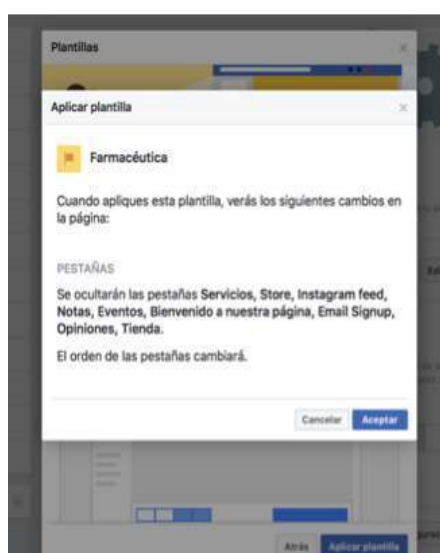 Plantillas
Aplicar plantilla
Farmacéutica
Cuando apliques esta plantilla, verás los siguientes cambios en
la página:
PESTAÑAS
Se ocultarán las pestañas Servicios, Store, Instagram feed,
Notas, Eventos, Bienvenido a nuestra página, Email Signup,
Opiniones, Tienda.
El orden de las pestañas cambiará.
Cancelar Aceptar
Atrás Aplicar plantilla